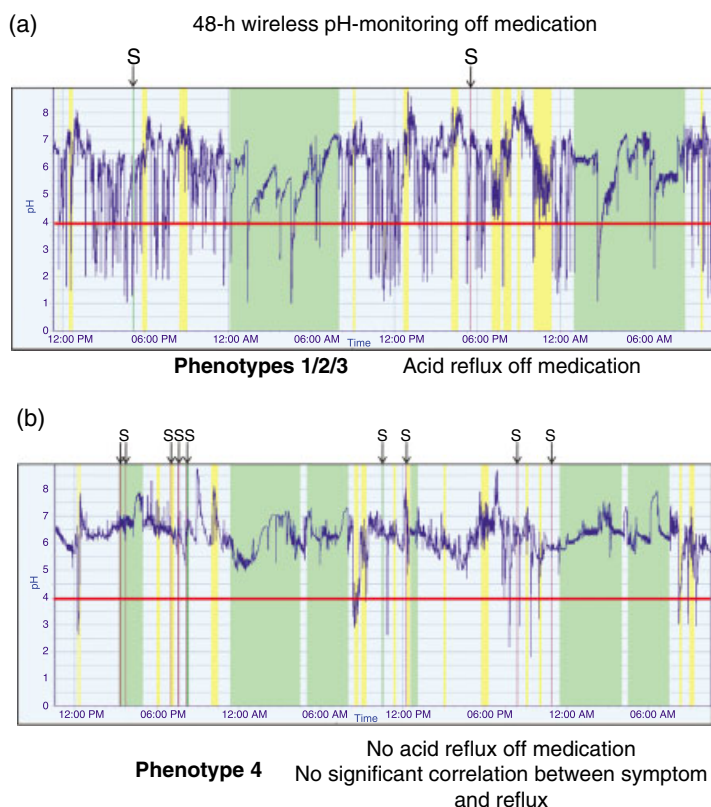 (a)
48-h wireless pH-monitoring off medication
S S
8
7
6
5
4
3
2
1
0
pH
12:00 PM 06:00 PM 12:00 AM 06:00 AM 12:00 PM 06:00 PM 12:00 AM 06:00 AM
Time
Phenotypes 1/2/3 Acid reflux off medication
(b)
S S S S S S S S
8
7
6
5
4
3
2
1
0
pH
12:00 PM 06:00 PM 12:00 AM 06:00 AM 12:00 PM 06:00 PM 12:00 AM 06:00 AM
Time
Phenotype 4
No acid reflux off medication
No significant correlation between symptom
and reflux